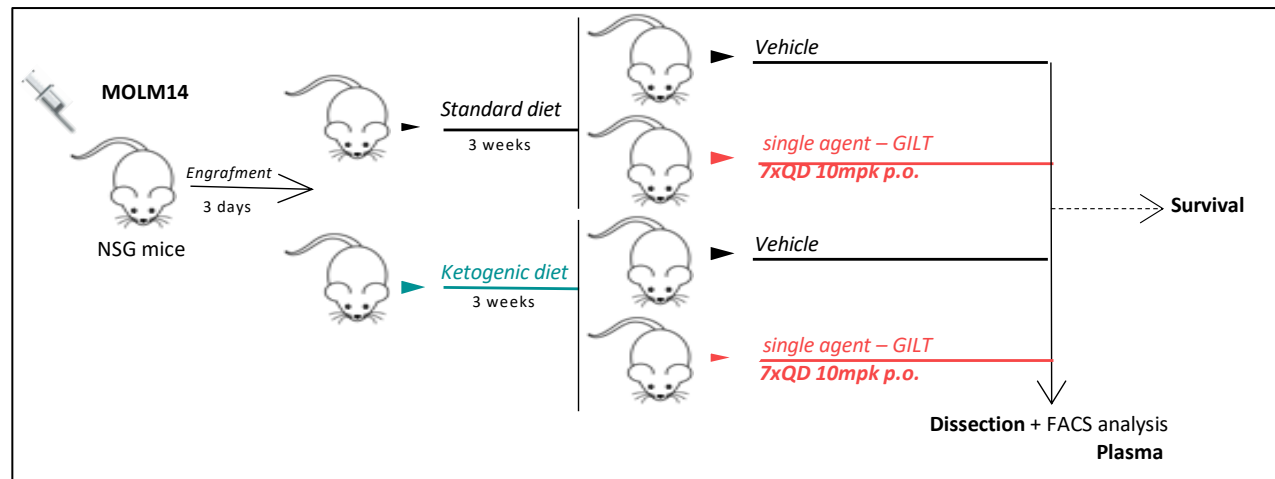 MOLM14
Engrafment
3 days
NSG mice
Standard diet
3 weeks
Ketogenic diet
3 weeks
Vehicle
single agent – GILT
7xQD 10mpk p.o.
Vehicle
single agent – GILT
7xQD 10mpk p.o.
Survival
Dissection + FACS analysis
Plasma